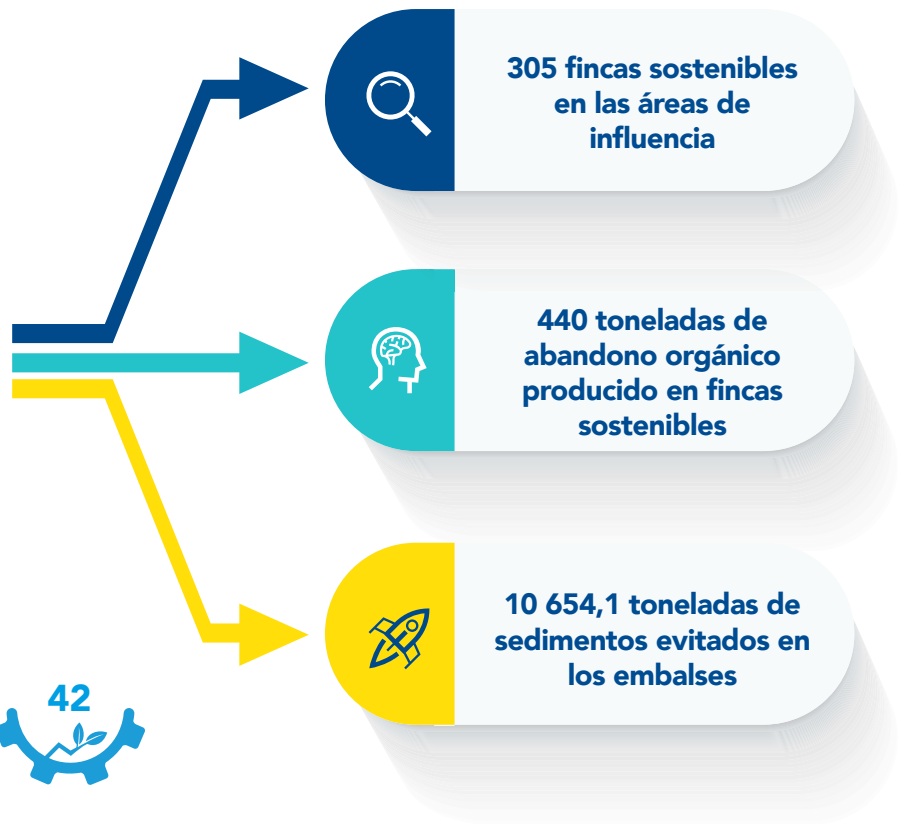 305 fincas sostenibles
en las áreas de
influencia
440 toneladas de
abandono orgánico
producido en fincas
sostenibles
10 654,1 toneladas de
sedimentos evitados en
los embalses
42